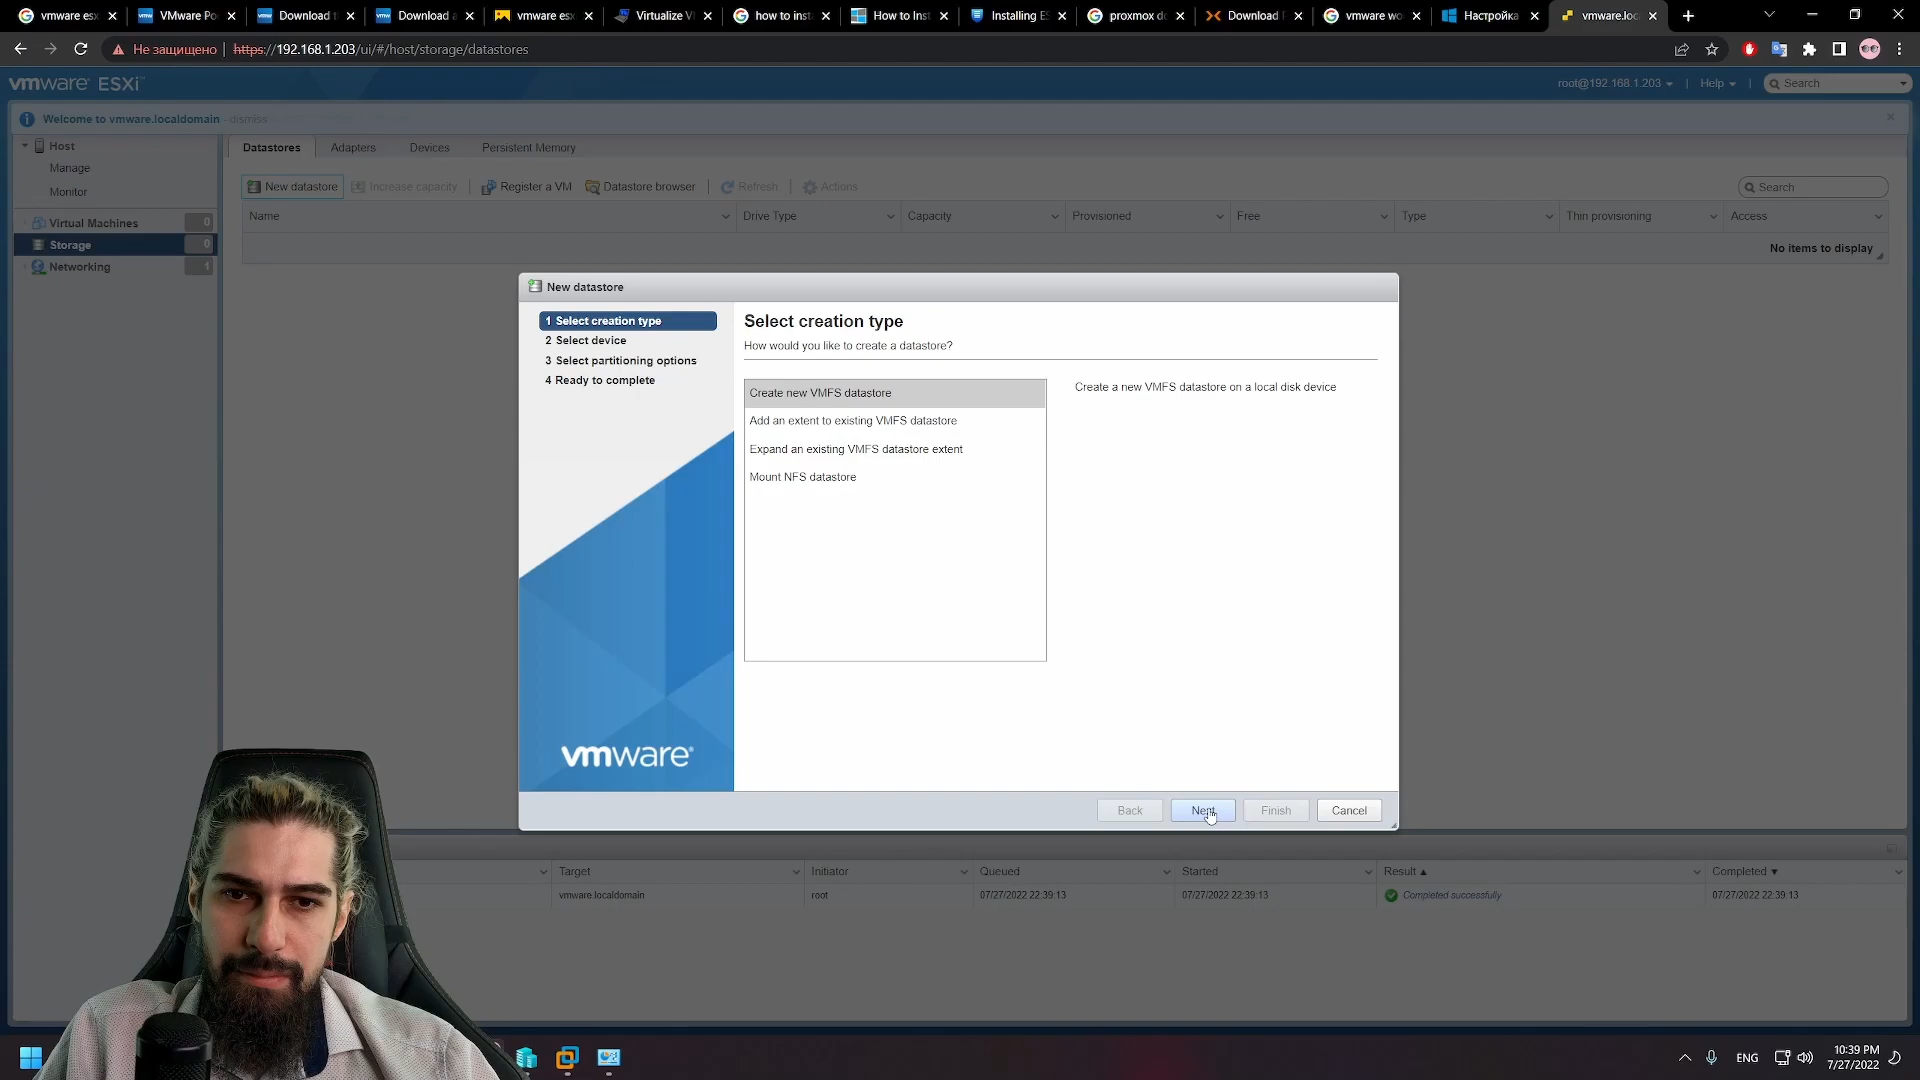 vmware esx
VMware Po
Download t
Download a
vmware esx
Virtualize V
how to inst
How to Inst
Installing ES
proxmox d
Download
vmware wo
Настройка
vmware.loc
Не защищено
https://192.168.1.203/ui/#/host/storage/datastores
vmware ESXi
root@192.168.1.203
Help
Search
Welcome to vmware.localdomain - dismiss
Host
Manage
Monitor
Virtual Machines 0
Storage 0
Networking 1
Datastores
Adapters
Devices
Persistent Memory
New datastore
Increase capacity
Register a VM
Datastore browser
Refresh
Actions
Search
Name
Drive Type
Capacity
Provisioned
Free
Type
Thin provisioning
Access
No items to display
New datastore
1 Select creation type
2 Select device
3 Select partitioning options
4 Ready to complete
vmware
Select creation type
How would you like to create a datastore?
Create new VMFS datastore
Add an extent to existing VMFS datastore
Expand an existing VMFS datastore extent
Mount NFS datastore
Create a new VMFS datastore on a local disk device
Back
Next
Finish
Cancel
Target
Initiator
Queued
Started
Result
Completed
vmware.localdomain
root
07/27/2022 22:39:13
07/27/2022 22:39:13
Completed successfully
07/27/2022 22:39:13
ENG
10:39 PM
7/27/2022